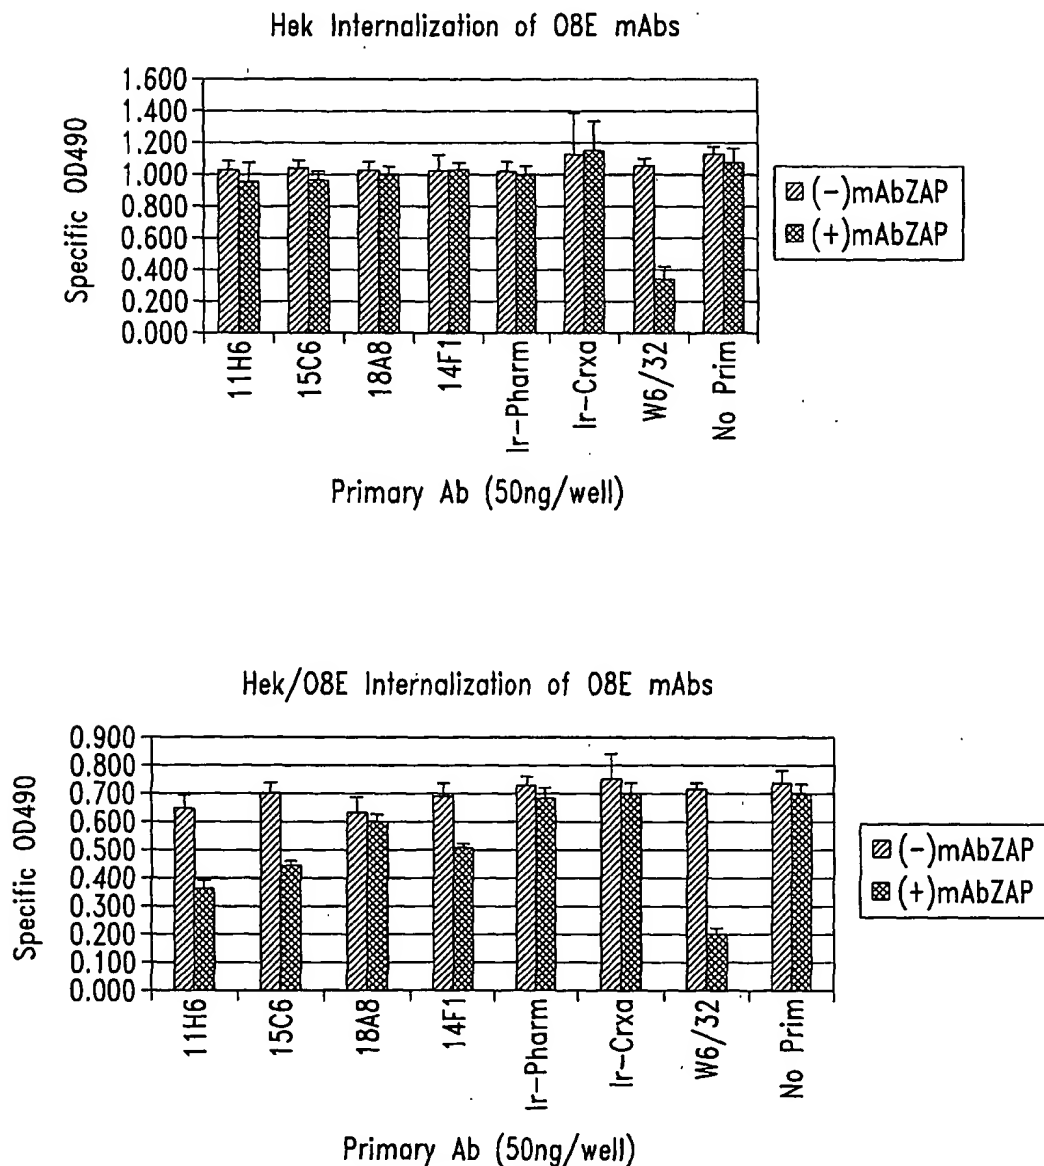 Hek Internalization of O8E mAbs
1.600
1.400
1.200
1.000
0.800
0.600
0.400
0.200
0.000
Specific OD490
11H6
15C6
18A8
14F1
Ir-Pharm
Ir-Crxa
W6/32
No Prim
Primary Ab (50ng/well)
(-)mAbZAP
(+)mAbZAP
Hek/O8E Internalization of O8E mAbs
0.900
0.800
0.700
0.600
0.500
0.400
0.300
0.200
0.100
0.000
Specific OD490
11H6
15C6
18A8
14F1
Ir-Pharm
Ir-Crxa
W6/32
No Prim
Primary Ab (50ng/well)
(-)mAbZAP
(+)mAbZAP